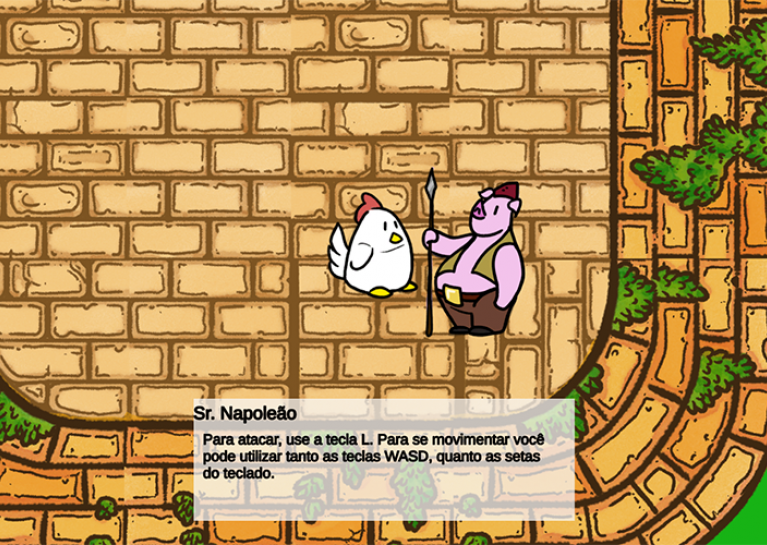 Sr. Napoleão
Para atacar, use a tecla L. Para se movimentar você
pode utilizar tanto as teclas WASD, quanto as setas
do teclado.